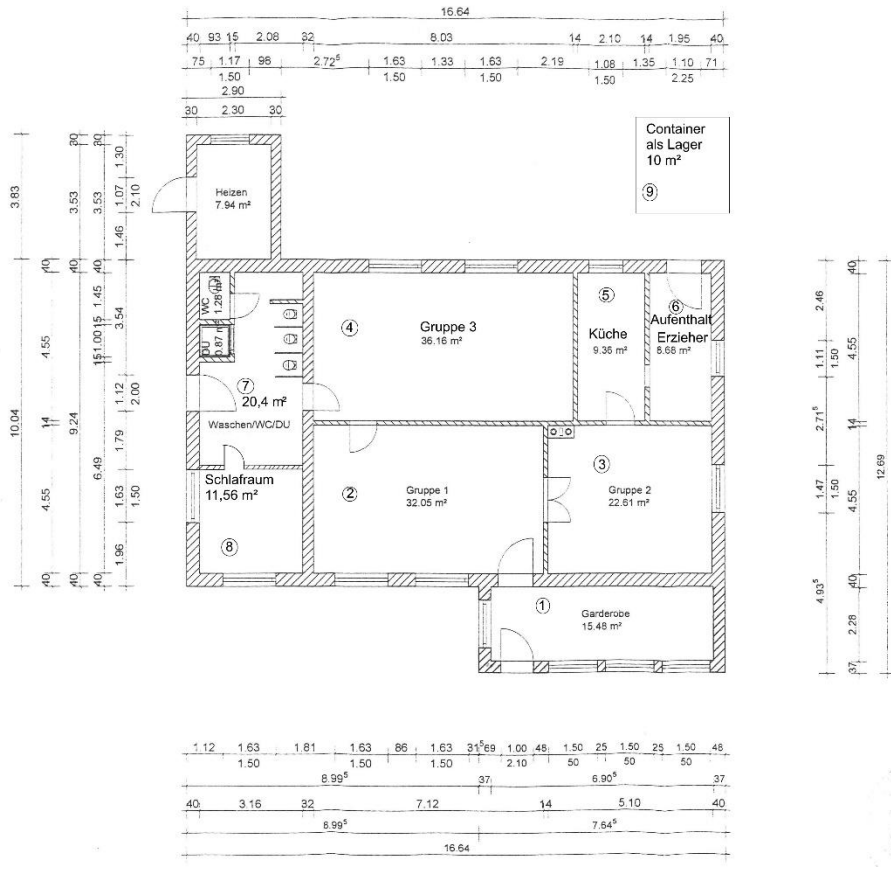 16.64
40 93 15 2.08 32 8.03 14 2.10 14 1.95 40
75 1.17 98 2.72⁵ 1.63 1.33 1.63 2.19 1.08 1.35 1.10 71
1.50 1.50 1.50 1.50 2.25
2.90
30 2.30 30
Container
als Lager
10 m²
9
Heizen
7.94 m²
3.83
10.04
40 4.55 14 4.55 40
30 3.53 40 9.24 40
30 3.53 40 1.45 15 1.00 15 6.49 40
1.30 1.07 1.46 3.54 1.12 1.79 1.63 1.96
2.10 2.00 1.50
WC
1.28 m²
DU
0.87 m²
7
20,4 m²
Waschen/WC/DU
Schlafraum
11,56 m²
8
4
Gruppe 3
36.16 m²
5
Küche
9.36 m²
6
Aufenthalt
Erzieher
8.68 m²
2
Gruppe 1
32.05 m²
3
Gruppe 2
22.61 m²
1
Garderobe
15.48 m²
2.46 1.11 2.71⁵ 1.47 4.93⁵
1.50 1.50
40 4.55 14 4.55 40 2.28 37
12.69
1.12 1.63 1.81 1.63 86 1.63 31⁵ 69 1.00 48 1.50 25 1.50 25 1.50 48
1.50 1.50 1.50 2.10 50 50 50
8.99⁵ 37 6.90⁵ 37
40 3.16 32 7.12 14 5.10 40
8.99⁵ 7.64⁵
16.64